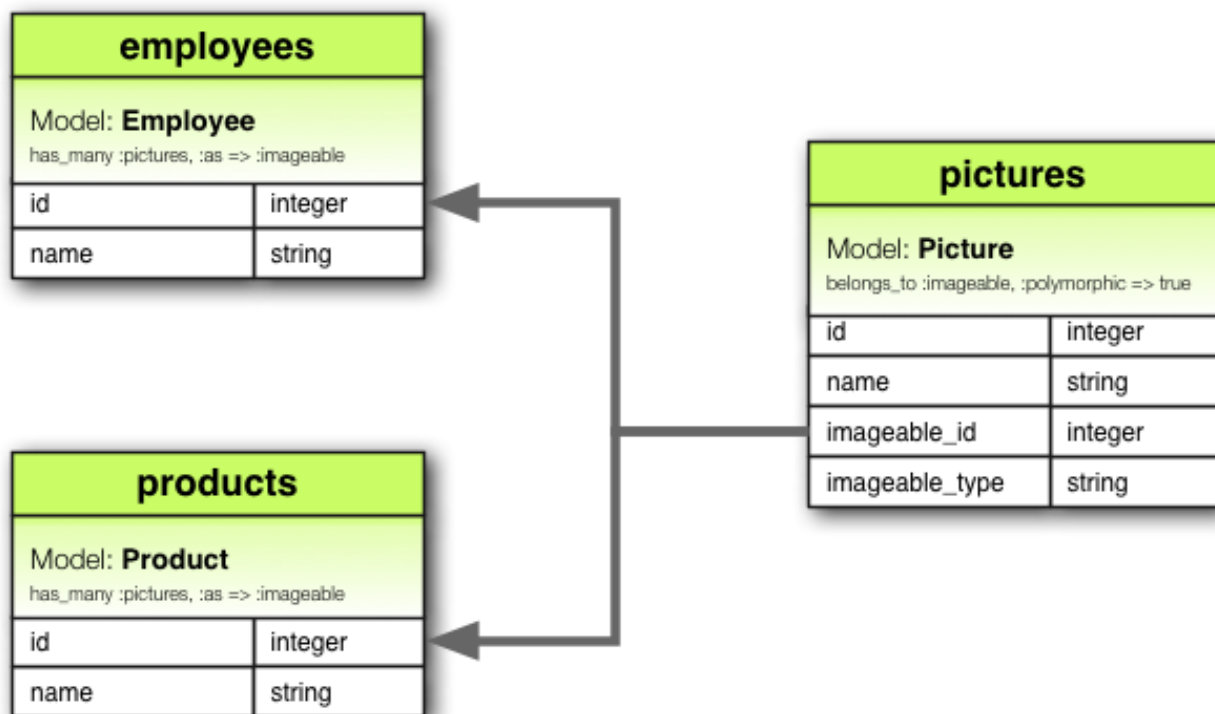 employees
Model: Employee
has_many :pictures, :as => :imageable
id integer
name string
pictures
Model: Picture
belongs_to :imageable, :polymorphic => true
id integer
name string
imageable_id integer
imageable_type string
products
Model: Product
has_many :pictures, :as => :imageable
id integer
name string